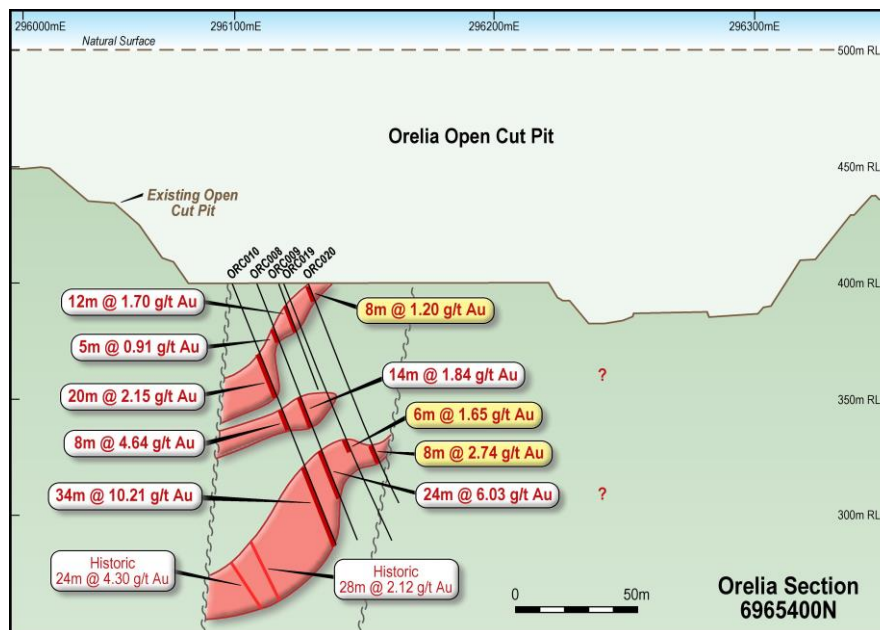 296000mE
296100mE
296200mE
296300mE
Natural Surface
500m RL
Orelia Open Cut Pit
450m RL
Existing Open
Cut Pit
ORC010
ORC008
ORC009
ORC019
ORC020
400m RL
12m @ 1.70 g/t Au
8m @ 1.20 g/t Au
5m @ 0.91 g/t Au
14m @ 1.84 g/t Au
?
20m @ 2.15 g/t Au
6m @ 1.65 g/t Au
350m RL
8m @ 4.64 g/t Au
8m @ 2.74 g/t Au
34m @ 10.21 g/t Au
24m @ 6.03 g/t Au
?
300m RL
Historic
24m @ 4.30 g/t Au
Historic
28m @ 2.12 g/t Au
0
50m
Orelia Section
6965400N